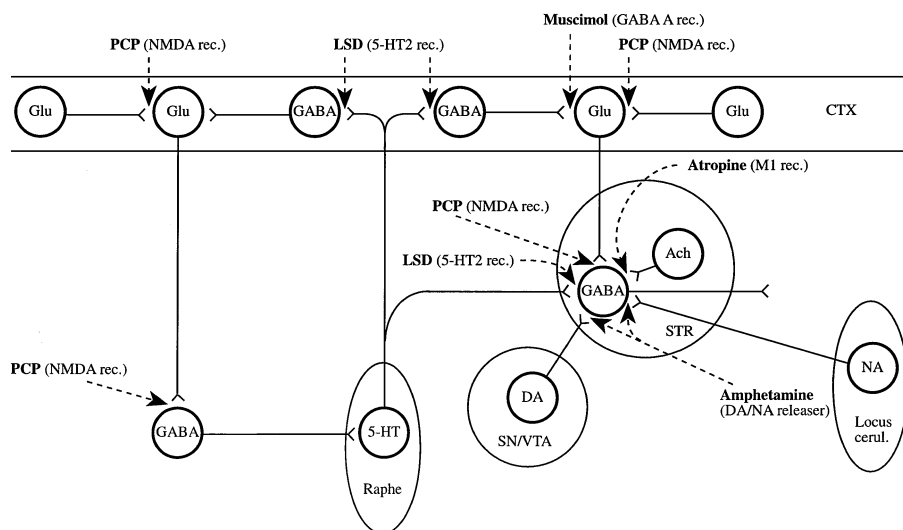 Muscimol (GABA A rec.)
PCP (NMDA rec.)
LSD (5-HT2 rec.)
PCP (NMDA rec.)
Glu
Glu
GABA
GABA
Glu
Glu
CTX
Atropine (M1 rec.)
PCP (NMDA rec.)
Ach
LSD (5-HT2 rec.)
GABA
STR
PCP (NMDA rec.)
NA
DA
Amphetamine
(DA/NA releaser)
GABA
5-HT
SN/VTA
Locus
cerul.
Raphe